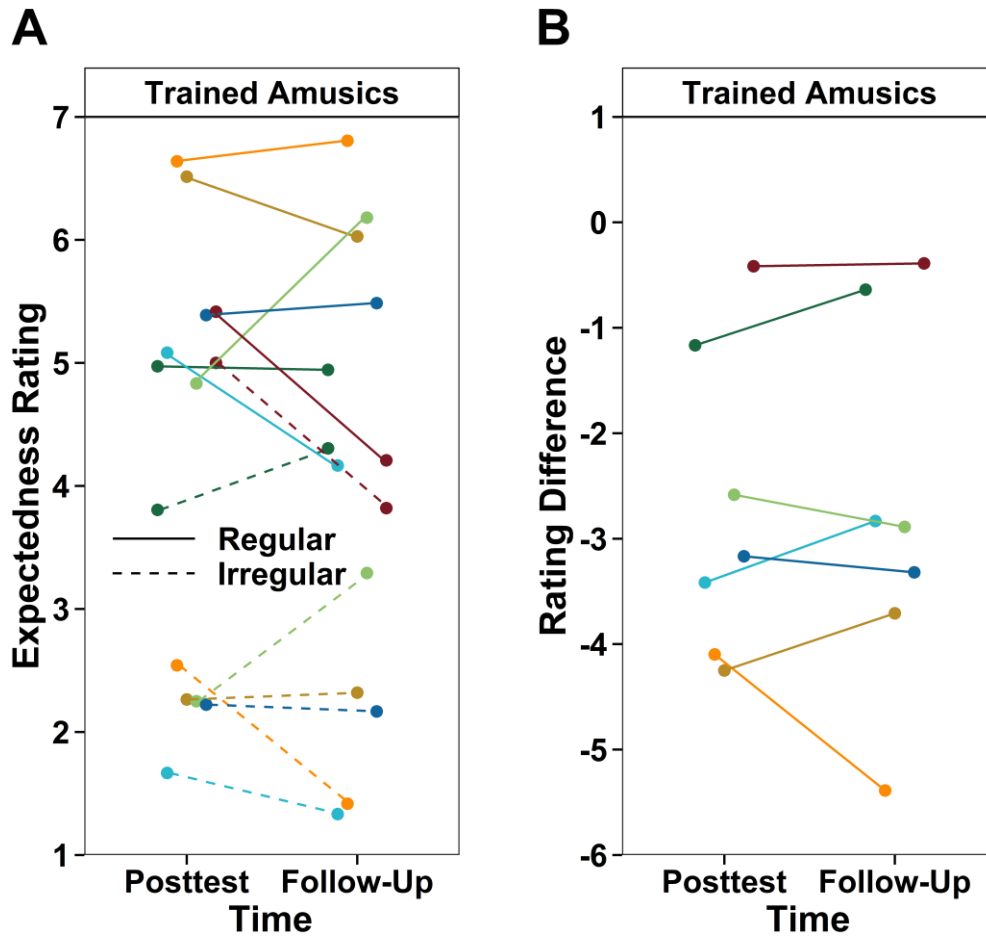 A
Trained Amusics
Expectedness Rating
7
6
5
4
3
2
1
Regular
Irregular
Posttest Follow-Up
Time
B
Trained Amusics
Rating Difference
1
0
-1
-2
-3
-4
-5
-6
Posttest Follow-Up
Time